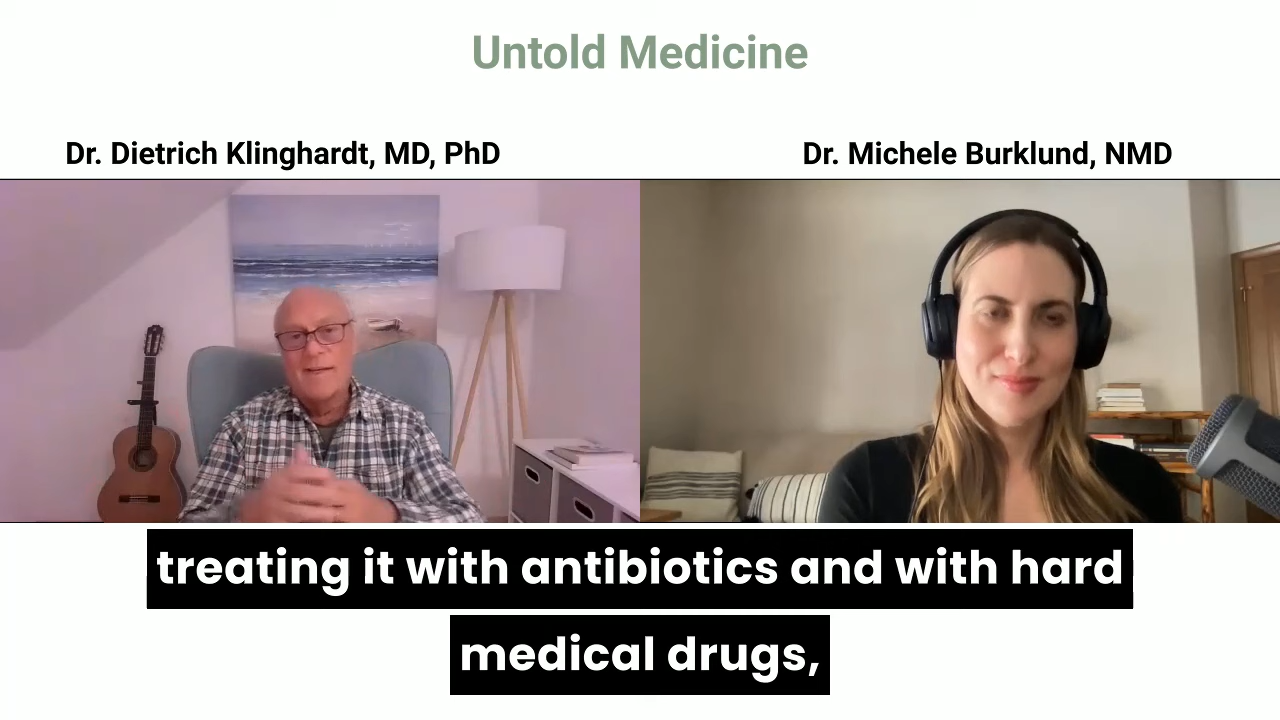 Untold Medicine
Dr. Dietrich Klinghardt, MD, PhD
Dr. Michele Burklund, NMD
treating it with antibiotics and with hard
medical drugs,